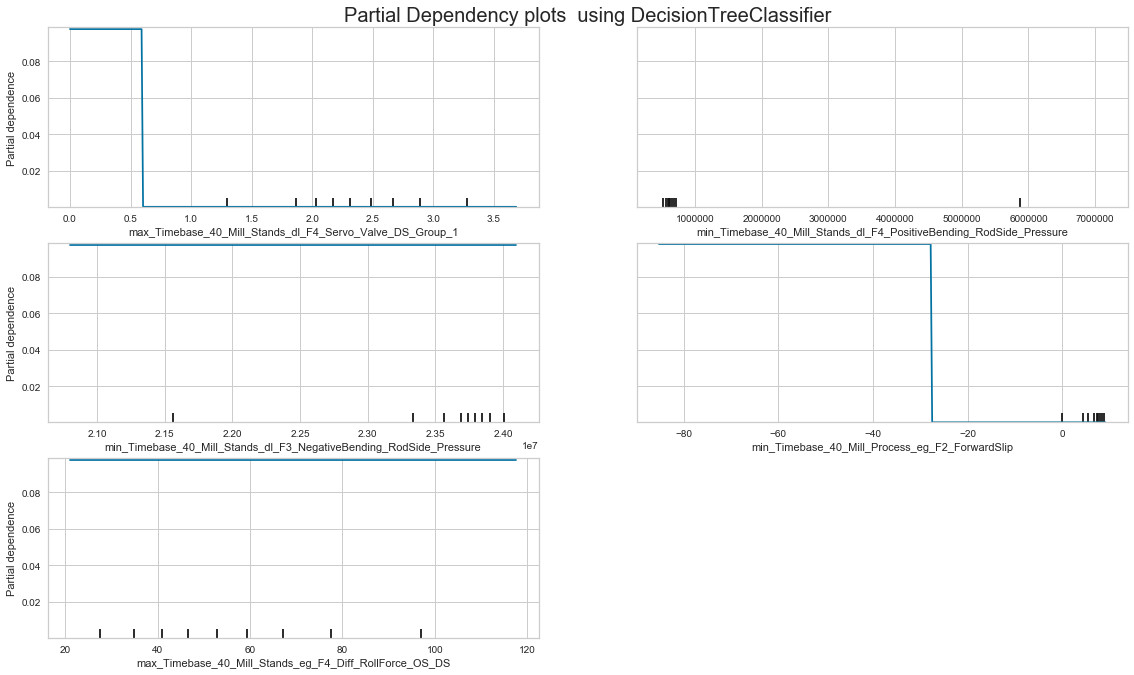 Partial Dependency plots  using DecisionTreeClassifier
Partial dependence
0.08
0.06
0.04
0.02
0.0 0.5 1.0 1.5 2.0 2.5 3.0 3.5
max_Timebase_40_Mill_Stands_dl_F4_Servo_Valve_DS_Group_1
1000000 2000000 3000000 4000000 5000000 6000000 7000000
min_Timebase_40_Mill_Stands_dl_F4_PositiveBending_RodSide_Pressure
Partial dependence
0.08
0.06
0.04
0.02
2.10 2.15 2.20 2.25 2.30 2.35 2.40
1e7
min_Timebase_40_Mill_Stands_dl_F3_NegativeBending_RodSide_Pressure
−80 −60 −40 −20 0
min_Timebase_40_Mill_Process_eg_F2_ForwardSlip
Partial dependence
0.08
0.06
0.04
0.02
20 40 60 80 100 120
max_Timebase_40_Mill_Stands_eg_F4_Diff_RollForce_OS_DS